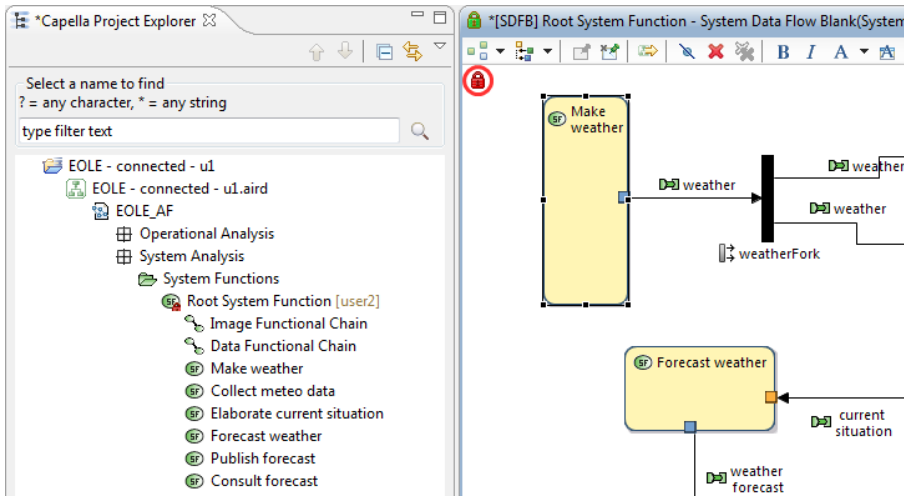 *Capella Project Explorer
Select a name to find
? = any character, * = any string
type filter text
EOLE - connected - u1
EOLE - connected - u1.aird
EOLE_AF
Operational Analysis
System Analysis
System Functions
Root System Function [user2]
Image Functional Chain
Data Functional Chain
Make weather
Collect meteo data
Elaborate current situation
Forecast weather
Publish forecast
Consult forecast
*[SDFB] Root System Function - System Data Flow Blank(System
B I A A
SF Make
weather
weather
weather
weather
weatherFork
SF Forecast weather
current
situation
weather
forecast